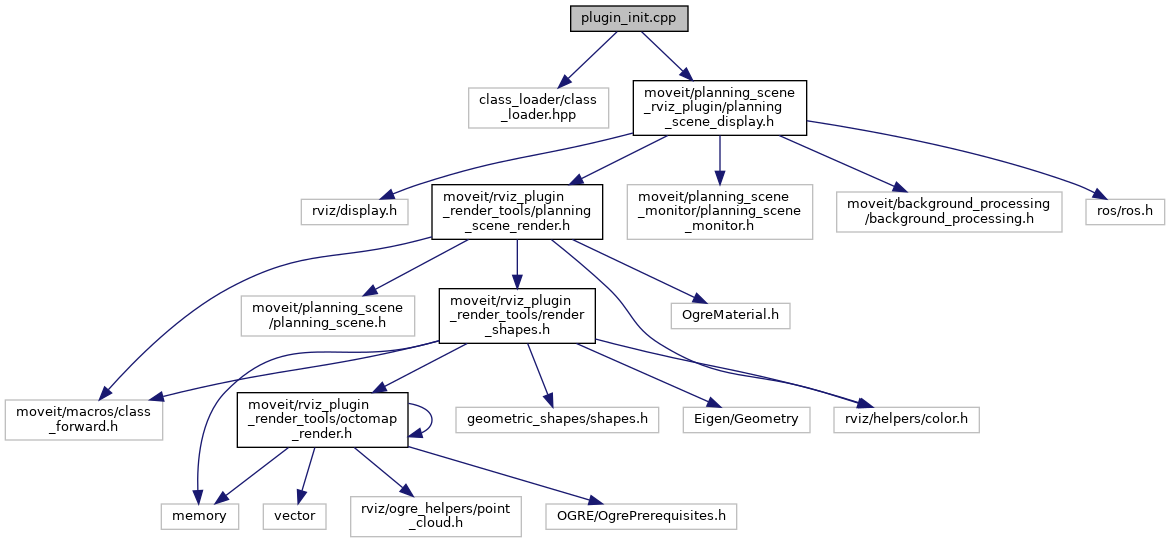 plugin_init.cpp
class_loader/class
_loader.hpp
moveit/planning_scene
_rviz_plugin/planning
_scene_display.h
rviz/display.h
moveit/rviz_plugin
_render_tools/planning
_scene_render.h
moveit/planning_scene
_monitor/planning_scene
_monitor.h
moveit/background_processing
/background_processing.h
ros/ros.h
moveit/planning_scene
/planning_scene.h
moveit/rviz_plugin
_render_tools/render
_shapes.h
OgreMaterial.h
moveit/macros/class
_forward.h
moveit/rviz_plugin
_render_tools/octomap
_render.h
geometric_shapes/shapes.h
Eigen/Geometry
rviz/helpers/color.h
memory
vector
rviz/ogre_helpers/point
_cloud.h
OGRE/OgrePrerequisites.h